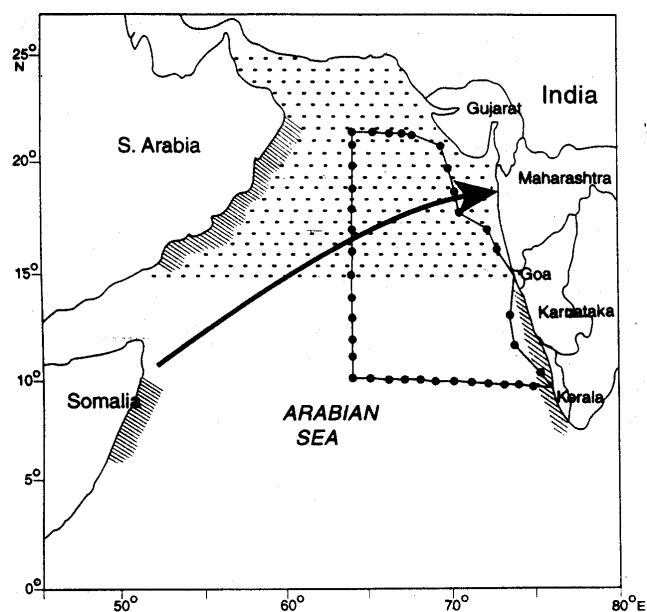 25°
N
India
Gujarat
S. Arabia
20°
Maharashtra
15°
Goa
Karnataka
10°
Somalia
Kerala
ARABIAN
SEA
5°
0°
50° 60° 70° 80° E